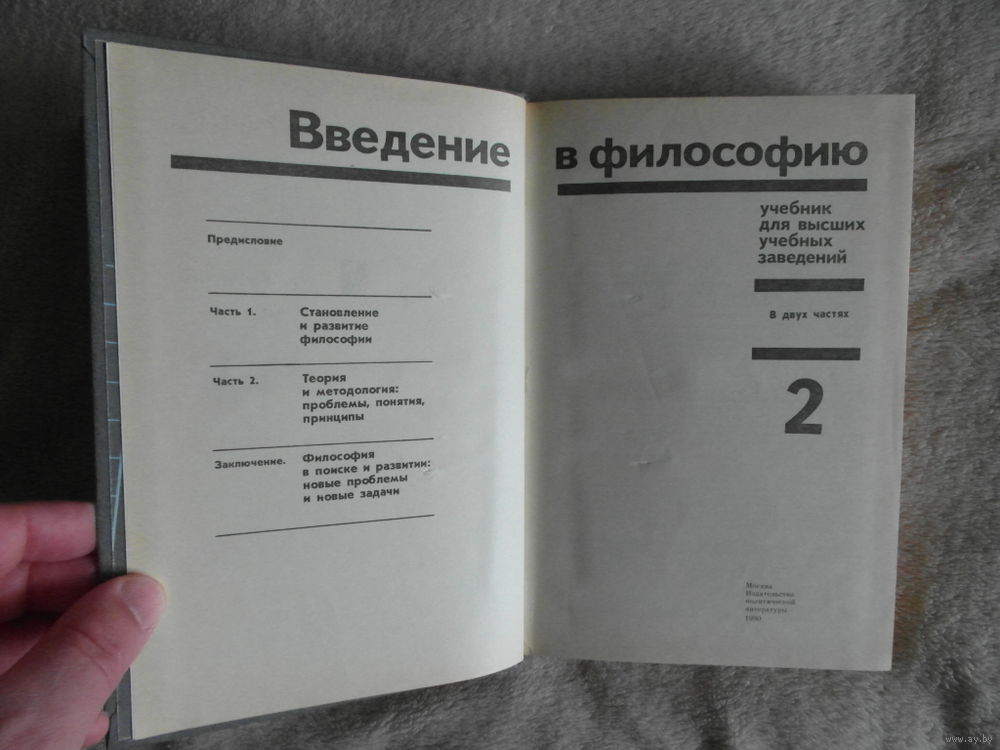 Введение
Предисловие
Часть 1.
Становление
и развитие
философии
Часть 2.
Теория
и методология:
проблемы, понятия,
принципы
Заключение.
Философия
в поиске и развитии:
новые проблемы
и новые задачи
в философию
учебник
для высших
учебных
заведений
В двух частях
2
Москва
Издательство
политической
литературы
1990
www.ay.by